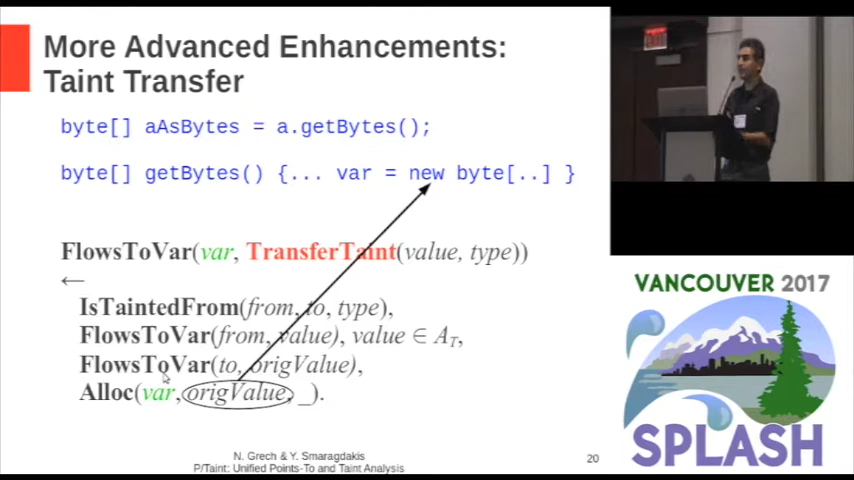 More Advanced Enhancements:
Taint Transfer
byte[] aAsBytes = a.getBytes();
byte[] getBytes() {... var = new byte[..] }
FlowsToVar(var, TransferTaint(value, type))
←
IsTaintedFrom(from, to, type),
FlowsToVar(from, value), value ∈ A_T,
FlowsToVar(to, origValue),
Alloc(var, origValue, _).
N. Grech & Y. Smaragdakis
P/Taint: Unified Points-To and Taint Analysis
20
EXIT
VANCOUVER 2017
SPLASH